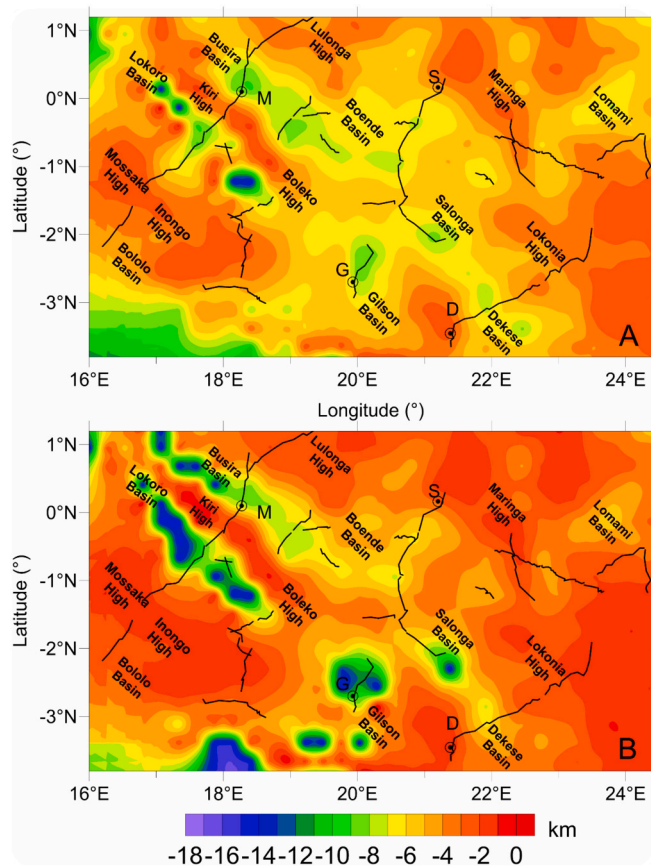 Lulonga
High
Busira
Basin
Lokoro
Basin
Kiri
High
M
S
Maringa
High
Lomami
Basin
Boende
Basin
Mossaka
High
Inongo
High
Boleko
High
Bololo
Basin
Salonga
Basin
Lokonia
High
G
Gilson
Basin
D
Dekese
Basin
A
1°N
0°N
-1°N
-2°N
-3°N
Latitude (°)
16°E
18°E
20°E
22°E
24°E
Longitude (°)
Lulonga
High
Busira
Basin
Lokoro
Basin
Kiri
High
M
S
Maringa
High
Lomami
Basin
Boende
Basin
Mossaka
High
Inongo
High
Boleko
High
Bololo
Basin
Salonga
Basin
Lokonia
High
G
Gilson
Basin
D
Dekese
Basin
B
1°N
0°N
-1°N
-2°N
-3°N
Latitude (°)
16°E
18°E
20°E
22°E
24°E
km
-18 -16 -14 -12 -10 -8 -6 -4 -2 0